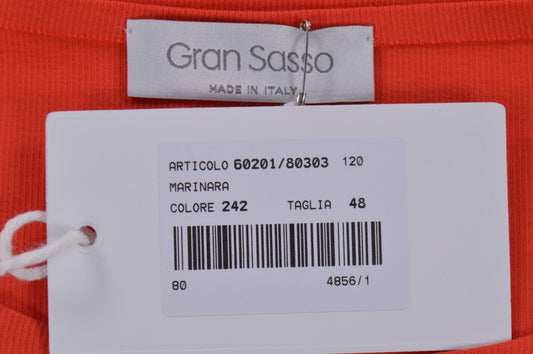 Gran Sasso
MADE IN ITALY
ARTICOLO 60201/80303 120
MARINARA
COLORE 242 TAGLIA 48
80 4856/1